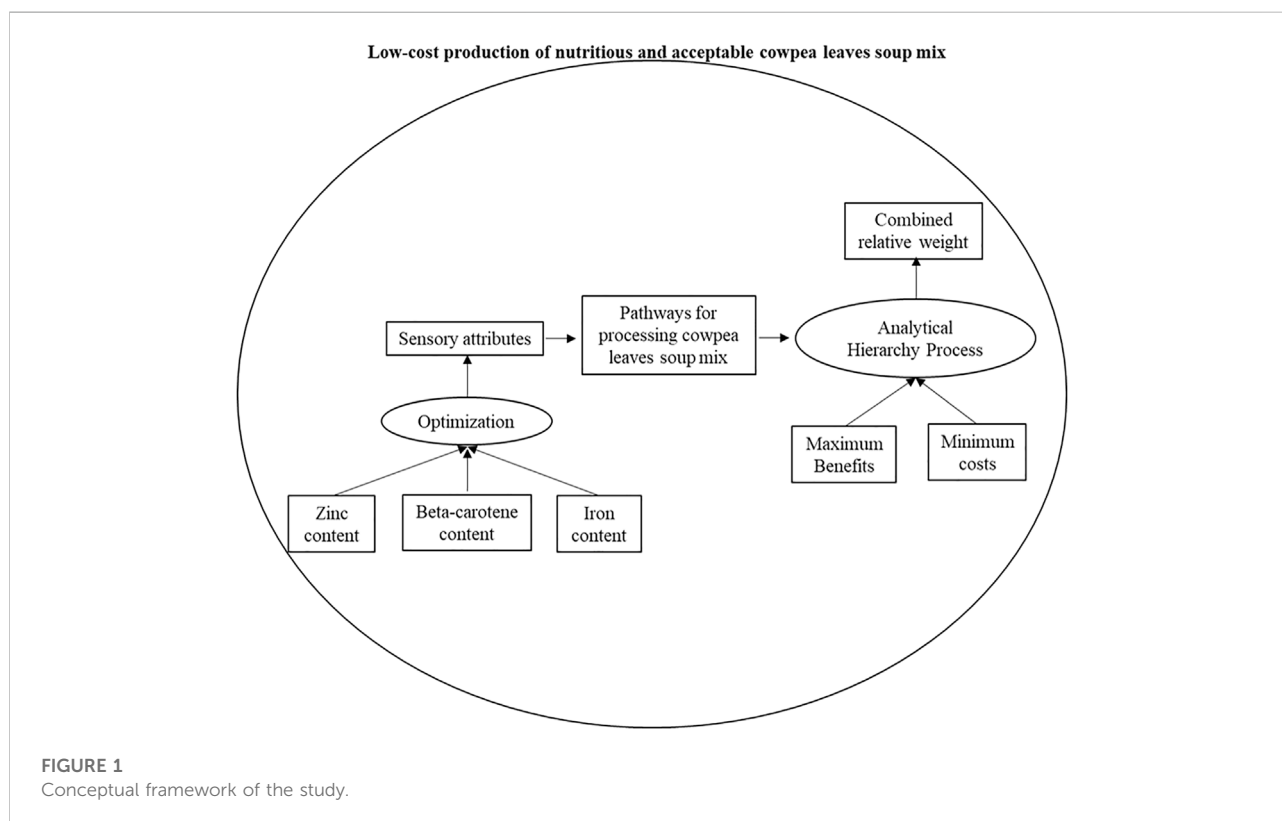 Low-cost production of nutritious and acceptable cowpea leaves soup mix
Combined
relative weight
Sensory attributes
Pathways for
processing cowpea
leaves soup mix
Analytical
Hierarchy Process
Optimization
Maximum
Benefits
Minimum
costs
Zinc
content
Beta-carotene
content
Iron
content
FIGURE 1
Conceptual framework of the study.